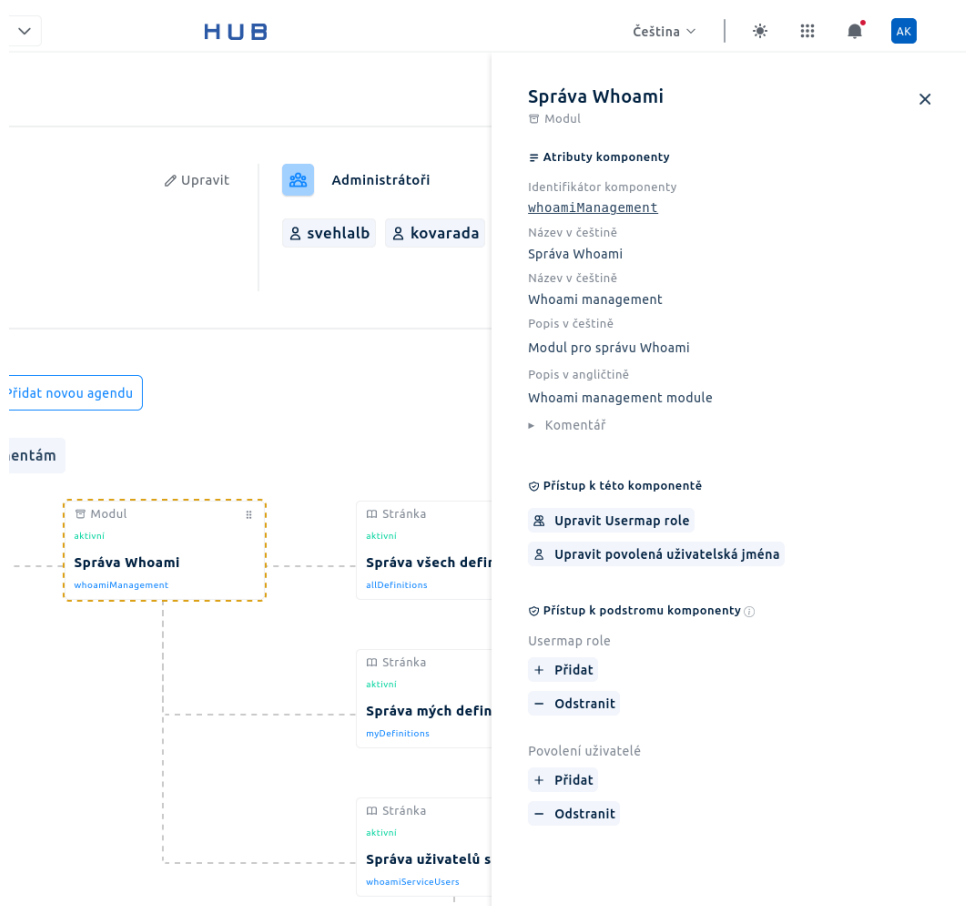 HUB
Čeština
AK
Upravit
Administrátoři
svehlalb
kovarada
Přidat novou agendu
entám
Modul
aktivní
Správa Whoami
whoamiManagement
Stránka
aktivní
Správa všech defin
allDefinitions
Stránka
aktivní
Správa mých defin
myDefinitions
Stránka
aktivní
Správa uživatelů s
whoamiServiceUsers
Správa Whoami
Modul
Atributy komponenty
Identifikátor komponenty
whoamiManagement
Název v češtině
Správa Whoami
Název v češtině
Whoami management
Popis v češtině
Modul pro správu Whoami
Popis v angličtině
Whoami management module
Komentář
Přístup k této komponentě
Upravit Usermap role
Upravit povolená uživatelská jména
Přístup k podstromu komponenty
Usermap role
+ Přidat
− Odstranit
Povolení uživatelé
+ Přidat
− Odstranit